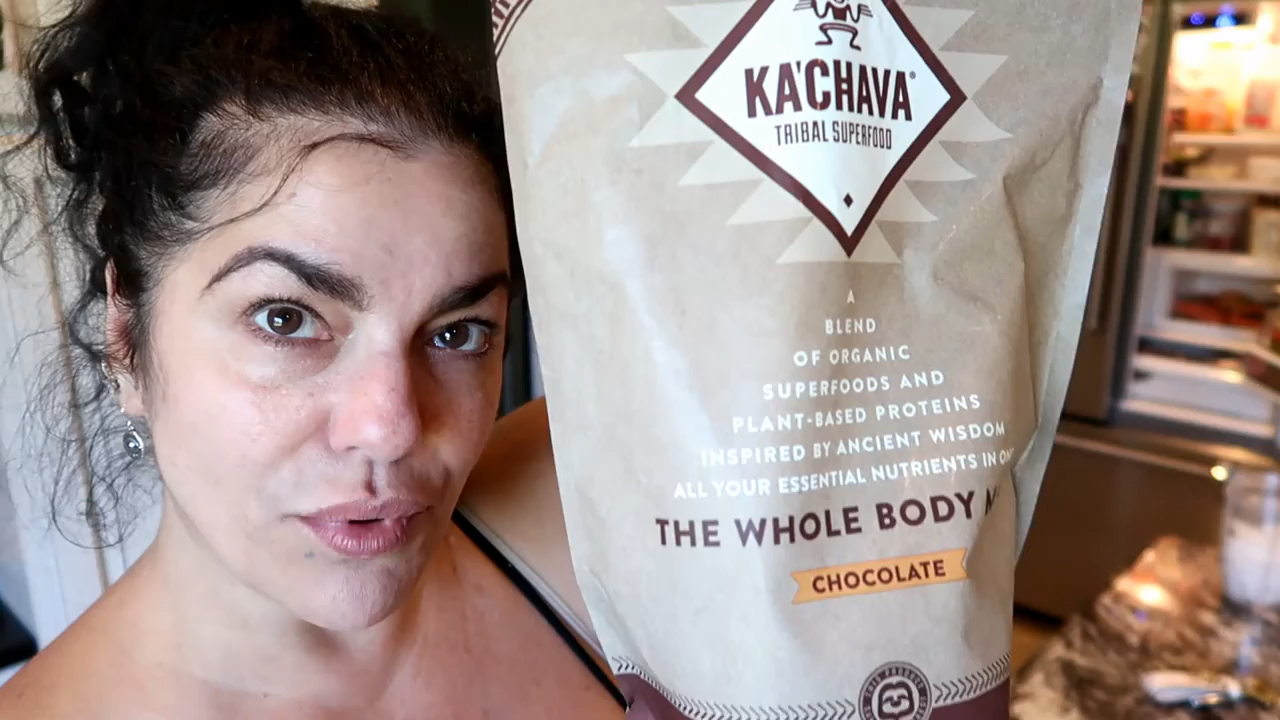 KA'CHAVA®
TRIBAL SUPERFOOD
A
BLEND
OF ORGANIC
SUPERFOODS AND
PLANT-BASED PROTEINS
INSPIRED BY ANCIENT WISDOM
ALL YOUR ESSENTIAL NUTRIENTS IN
THE WHOLE BODY
CHOCOLATE